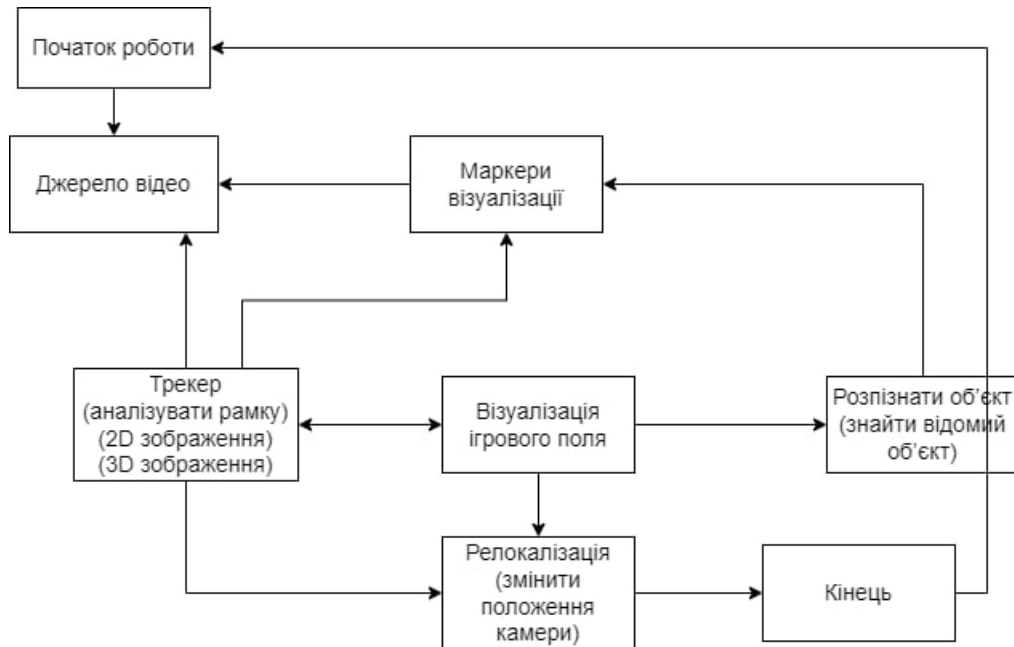 Початок роботи
Джерело відео
Маркери
візуалізації
Трекер
(аналізувати рамку)
(2D зображення)
(3D зображення)
Візуалізація
ігрового поля
Розпізнати об’єкт
(знайти відомий
об’єкт)
Релокалізація
(змінити
положення
камери)
Кінець